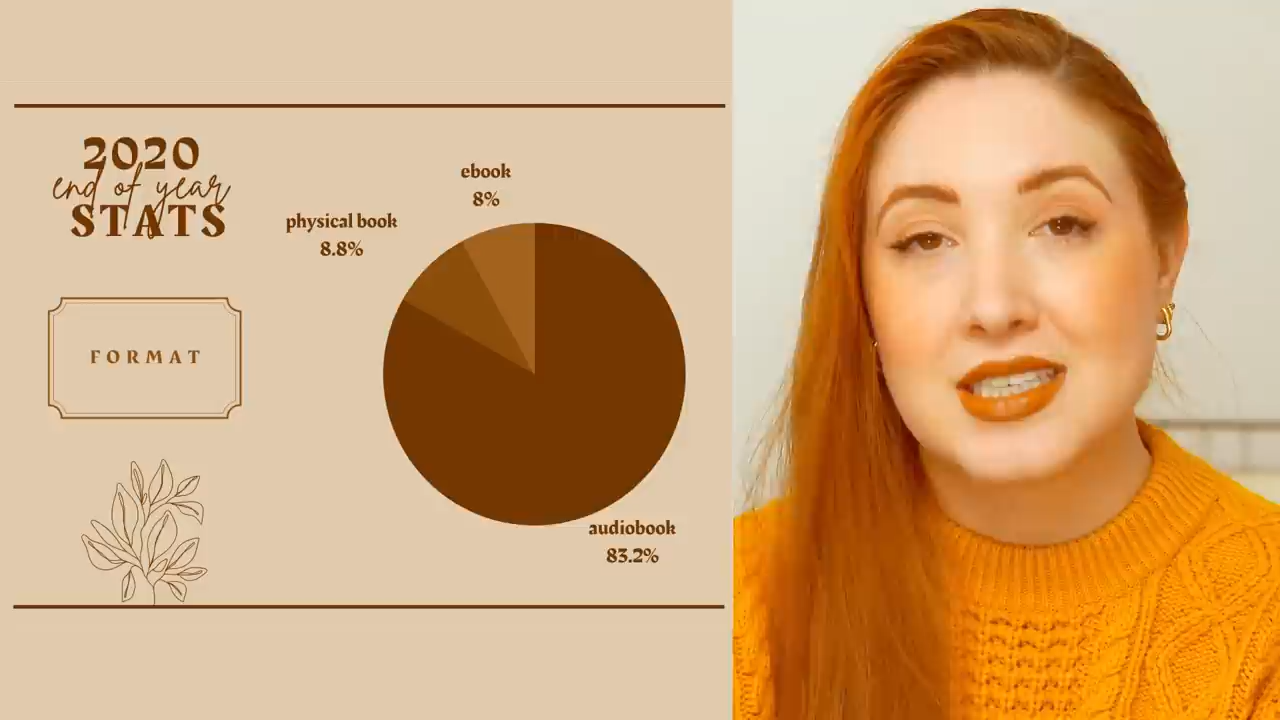 2020
end of year
STATS
FORMAT
ebook
8%
physical book
8.8%
audiobook
83.2%